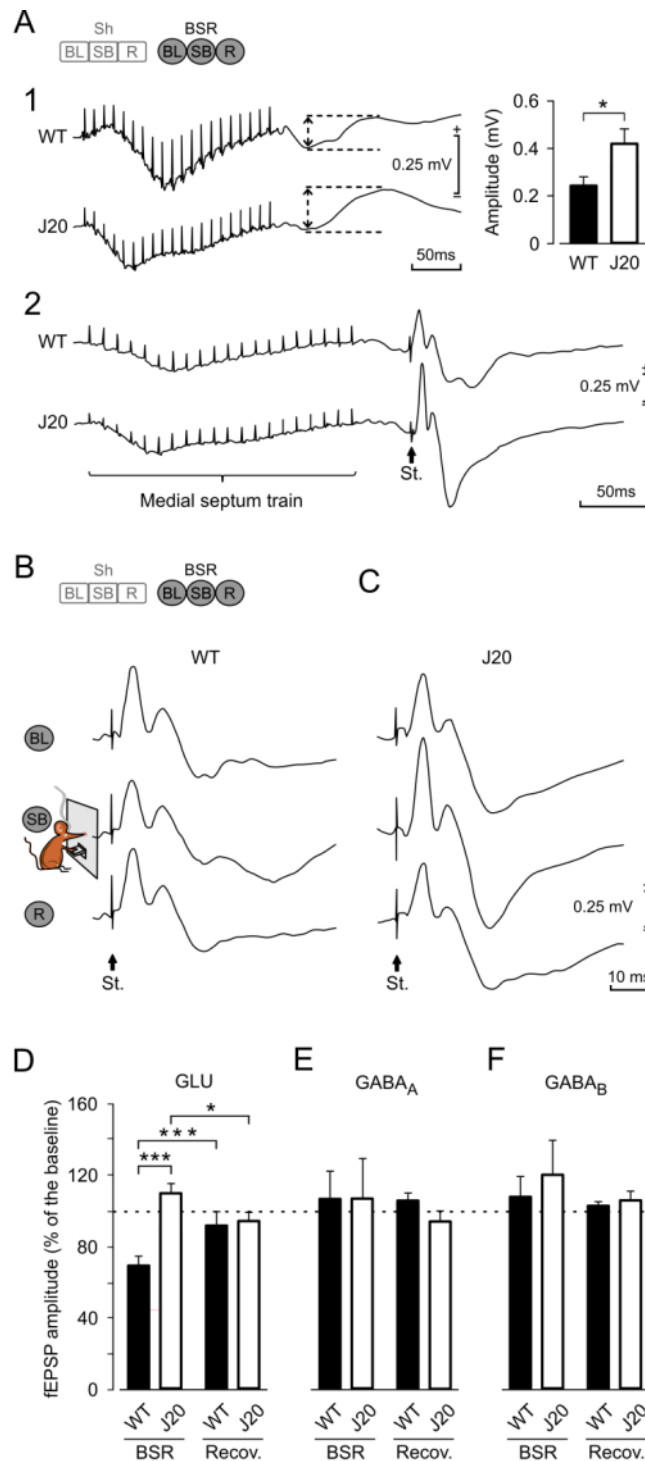 A
Sh BSR
BL SB R BL SB R
1
WT
J20
+
0.25 mV
50ms
Amplitude (mV)
0.6
0.4
0.2
0
*
WT J20
2
WT
J20
0.25 mV
St.
Medial septum train
50ms
B
C
Sh BSR
BL SB R BL SB R
WT J20
BL
SB
R
0.25 mV
10 ms
St. St.
D E F
GLU GABAA GABAB
fEPSP amplitude (% of the baseline)
160
120
80
40
0
*
***
***
WT J20 WT J20 WT J20 WT J20 WT J20 WT J20
BSR Recov. BSR Recov. BSR Recov.